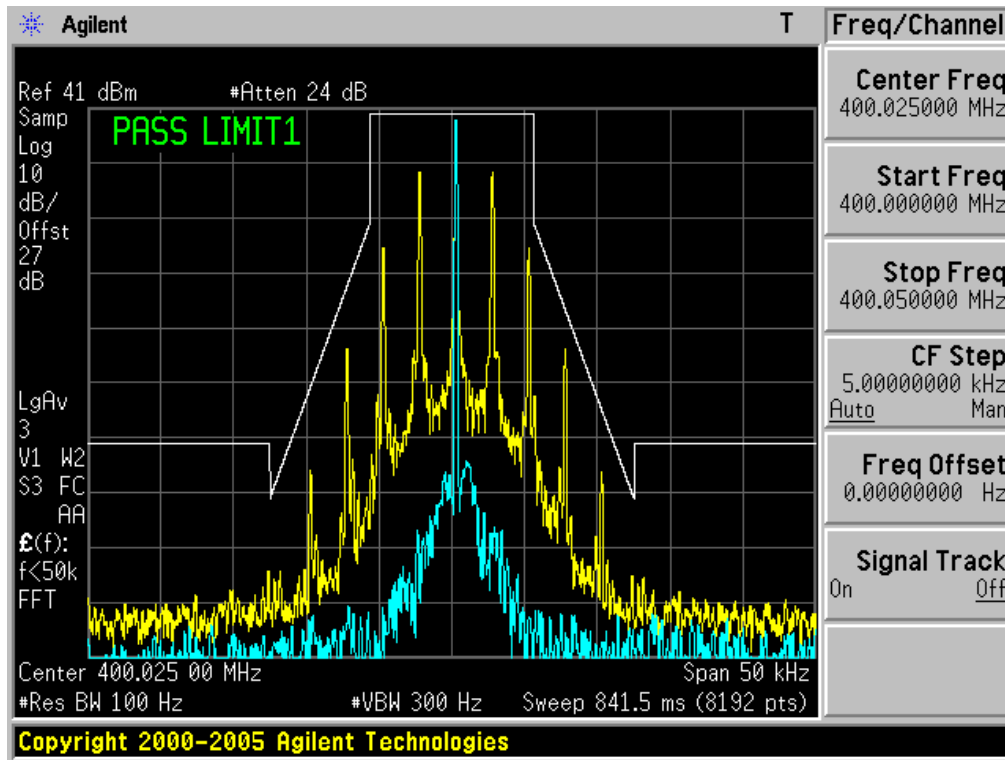 Agilent T Freq/Channel
Ref 41 dBm #Atten 24 dB
Samp
Log
10
dB/
Offst
27
dB
PASS LIMIT1
LgAv
3
V1 W2
S3 FC
AA
£(f):
f<50k
FFT
Center 400.025 00 MHz Span 50 kHz
#Res BW 100 Hz #VBW 300 Hz Sweep 841.5 ms (8192 pts)
Copyright 2000-2005 Agilent Technologies
Center Freq
400.025000 MHz
Start Freq
400.000000 MHz
Stop Freq
400.050000 MHz
CF Step
5.00000000 kHz
Auto Man
Freq Offset
0.00000000 Hz
Signal Track
On Off